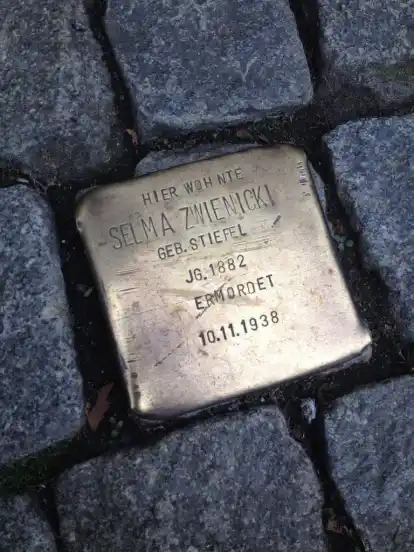 HIER WOHNTE
SELMA ZWIENICKI
GEB. STIEFEL
JG. 1882
ERMORDET
10.11.1938